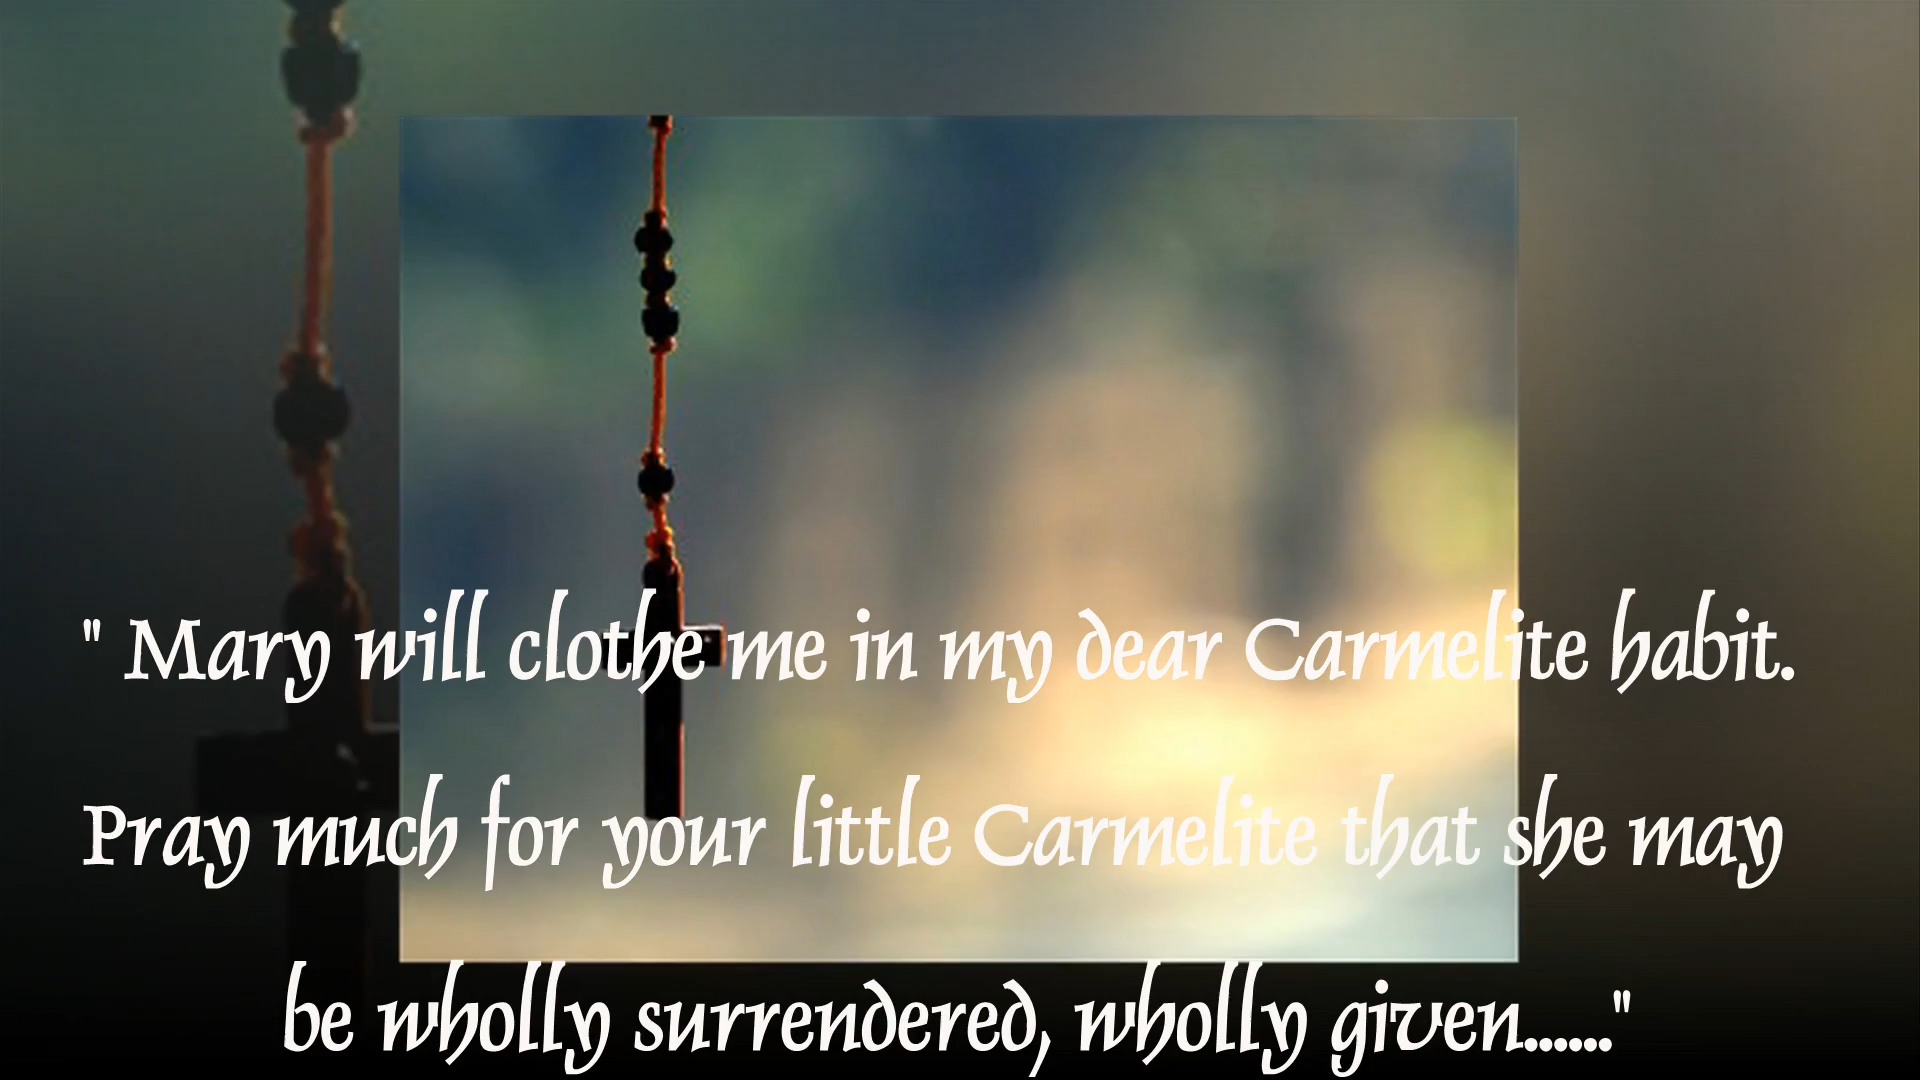 " Mary will clothe me in my dear Carmelite habit.
Pray much for your little Carmelite that she may
be wholly surrendered, wholly given......"